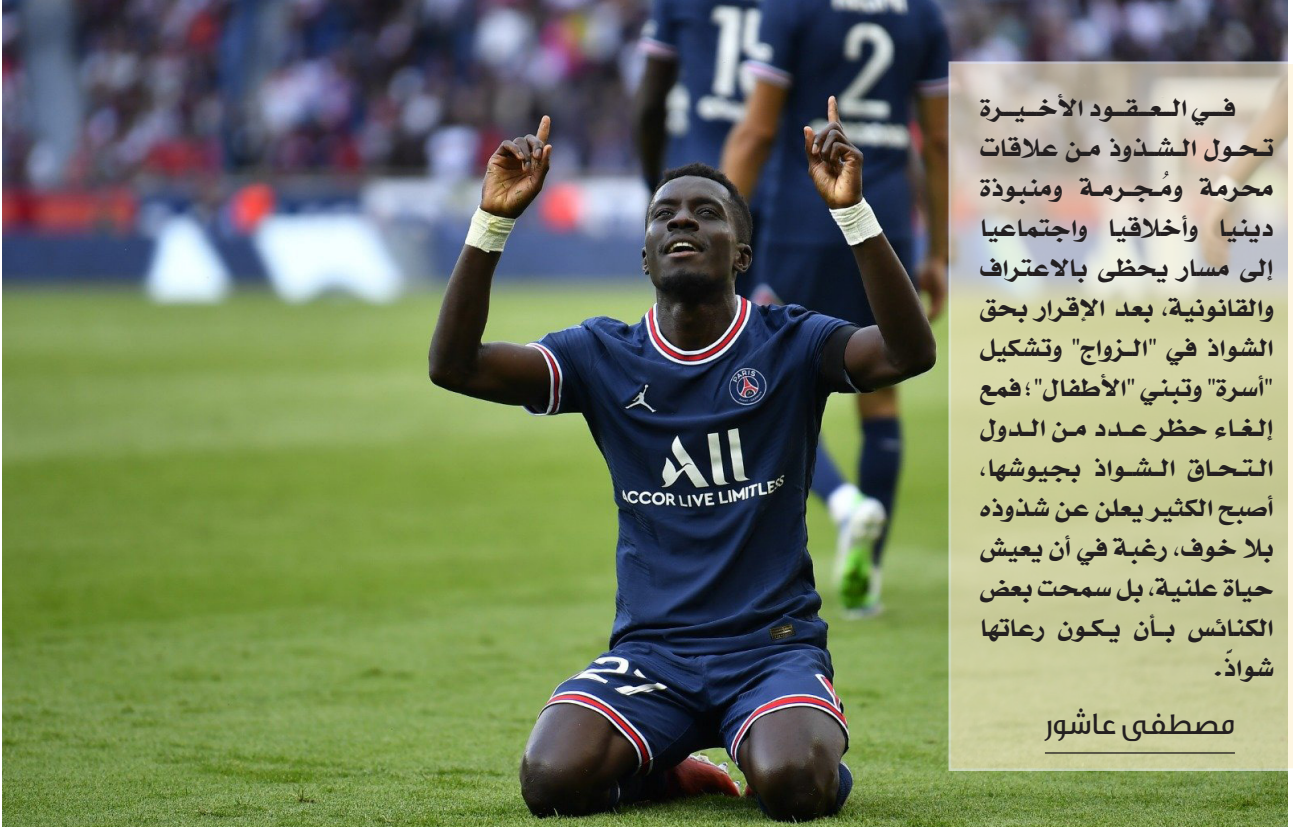 في العقود الأخيرة
تحول الشذوذ من علاقات
محرمة ومُجرمة ومنبوذة
دينيا وأخلاقيا واجتماعيا
إلى مسار يحظى بالاعتراف
والقانونية، بعد الإقرار بحق
الشواذ في "الزواج" وتشكيل
"أسرة" وتبني "الأطفال"؛ فمع
إلغاء حظر عدد من الدول
التحاق الشواذ بجيوشها،
أصبح الكثير يعلن عن شذوذه
بلا خوف، رغبة في أن يعيش
حياة علنية، بل سمحت بعض
الكنائس بأن يكون رعاتها
شواذّ.
مصطفى عاشور
2
PARIS
ALL
ACCOR LIVE LIMITLESS
27